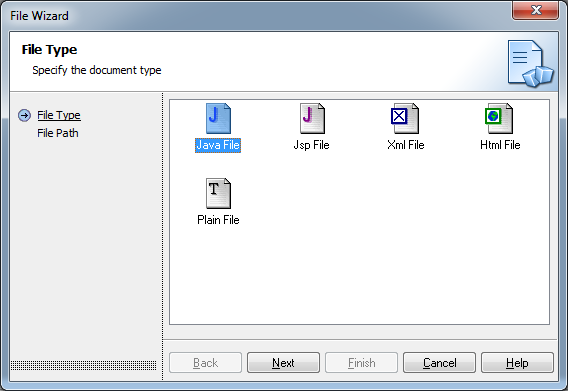 File Wizard
File Type
Specify the document type
File Type
File Path
Java File
Jsp File
Xml File
Html File
Plain File
Back
Next
Finish
Cancel
Help